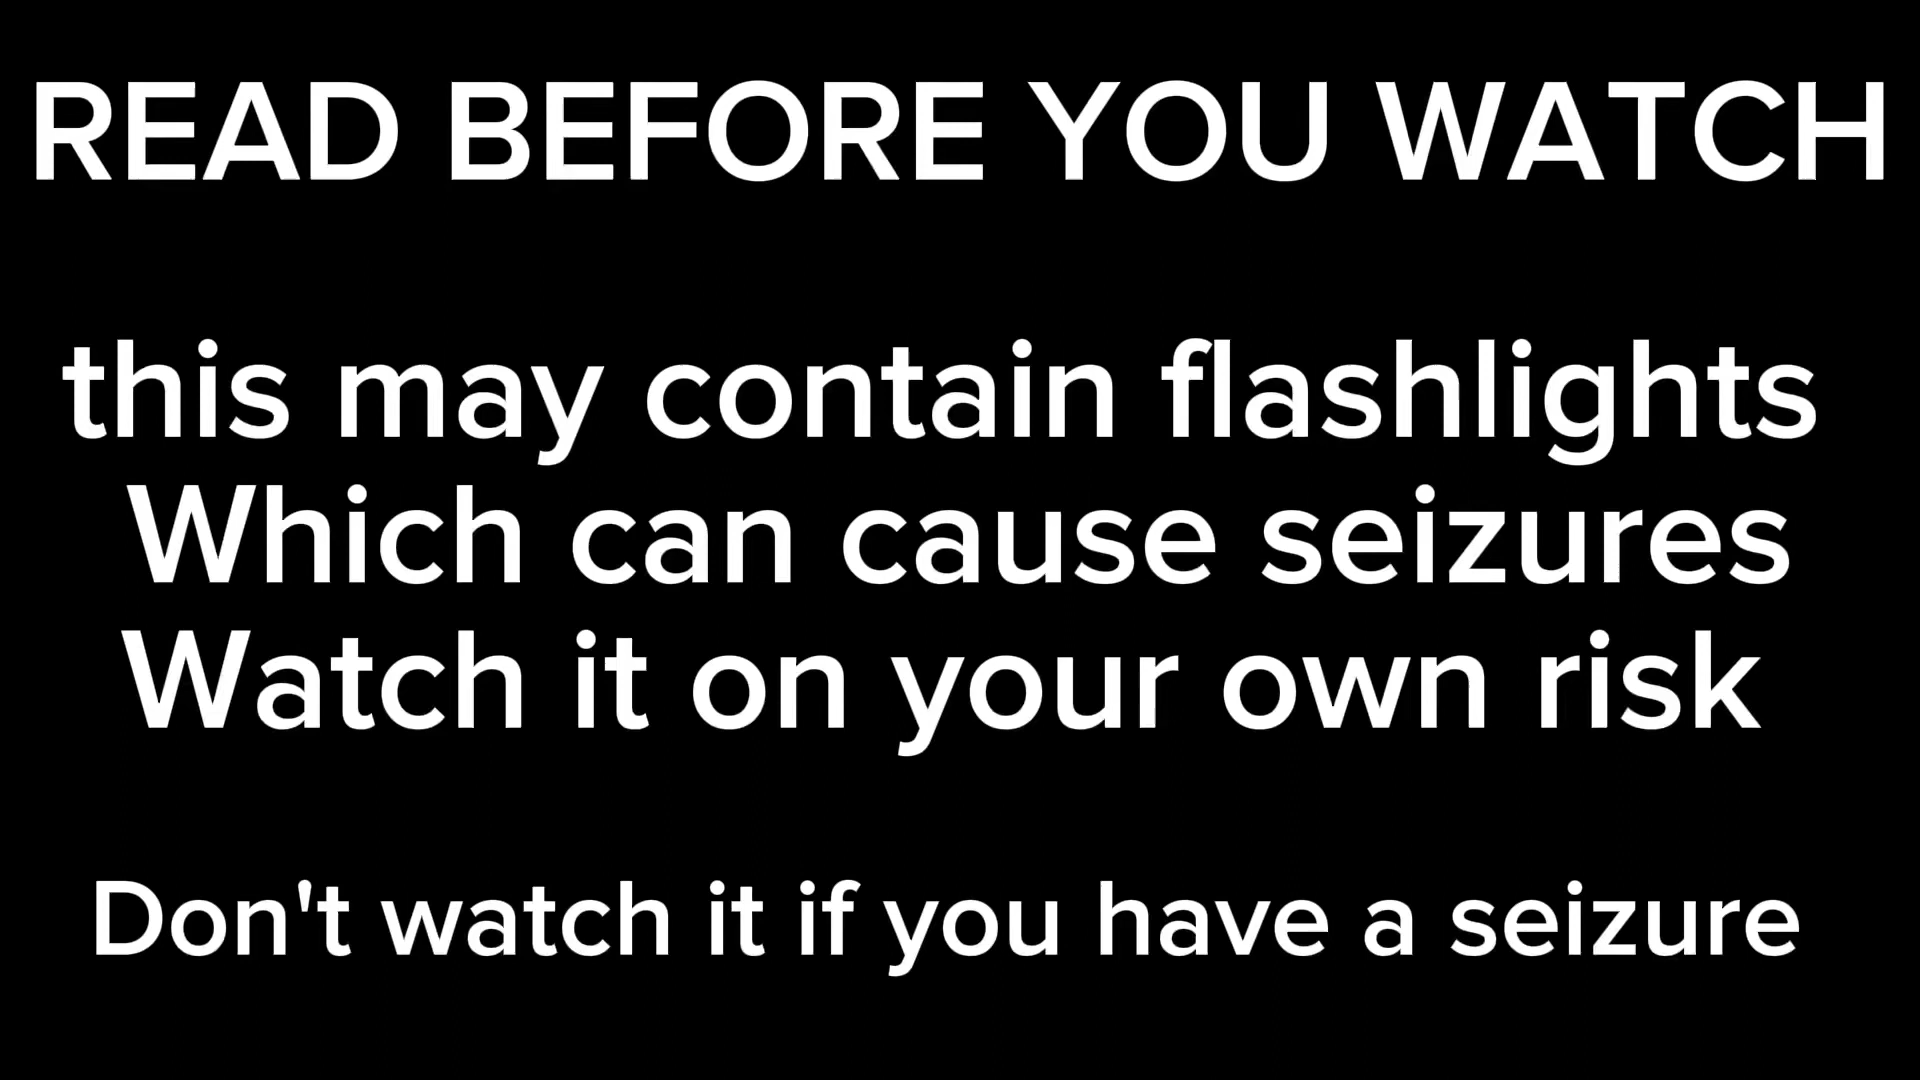 READ BEFORE YOU WATCH
this may contain flashlights
Which can cause seizures
Watch it on your own risk
Don't watch it if you have a seizure